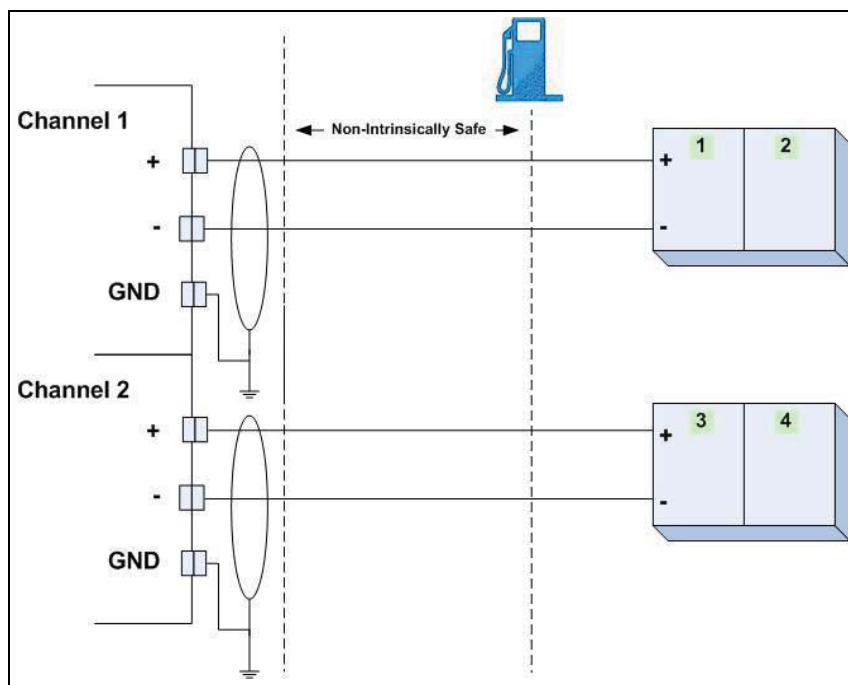 Channel 1
Non-Intrinsically Safe
+
-
GND
+
-
1
2
Channel 2
+
-
GND
+
-
3
4